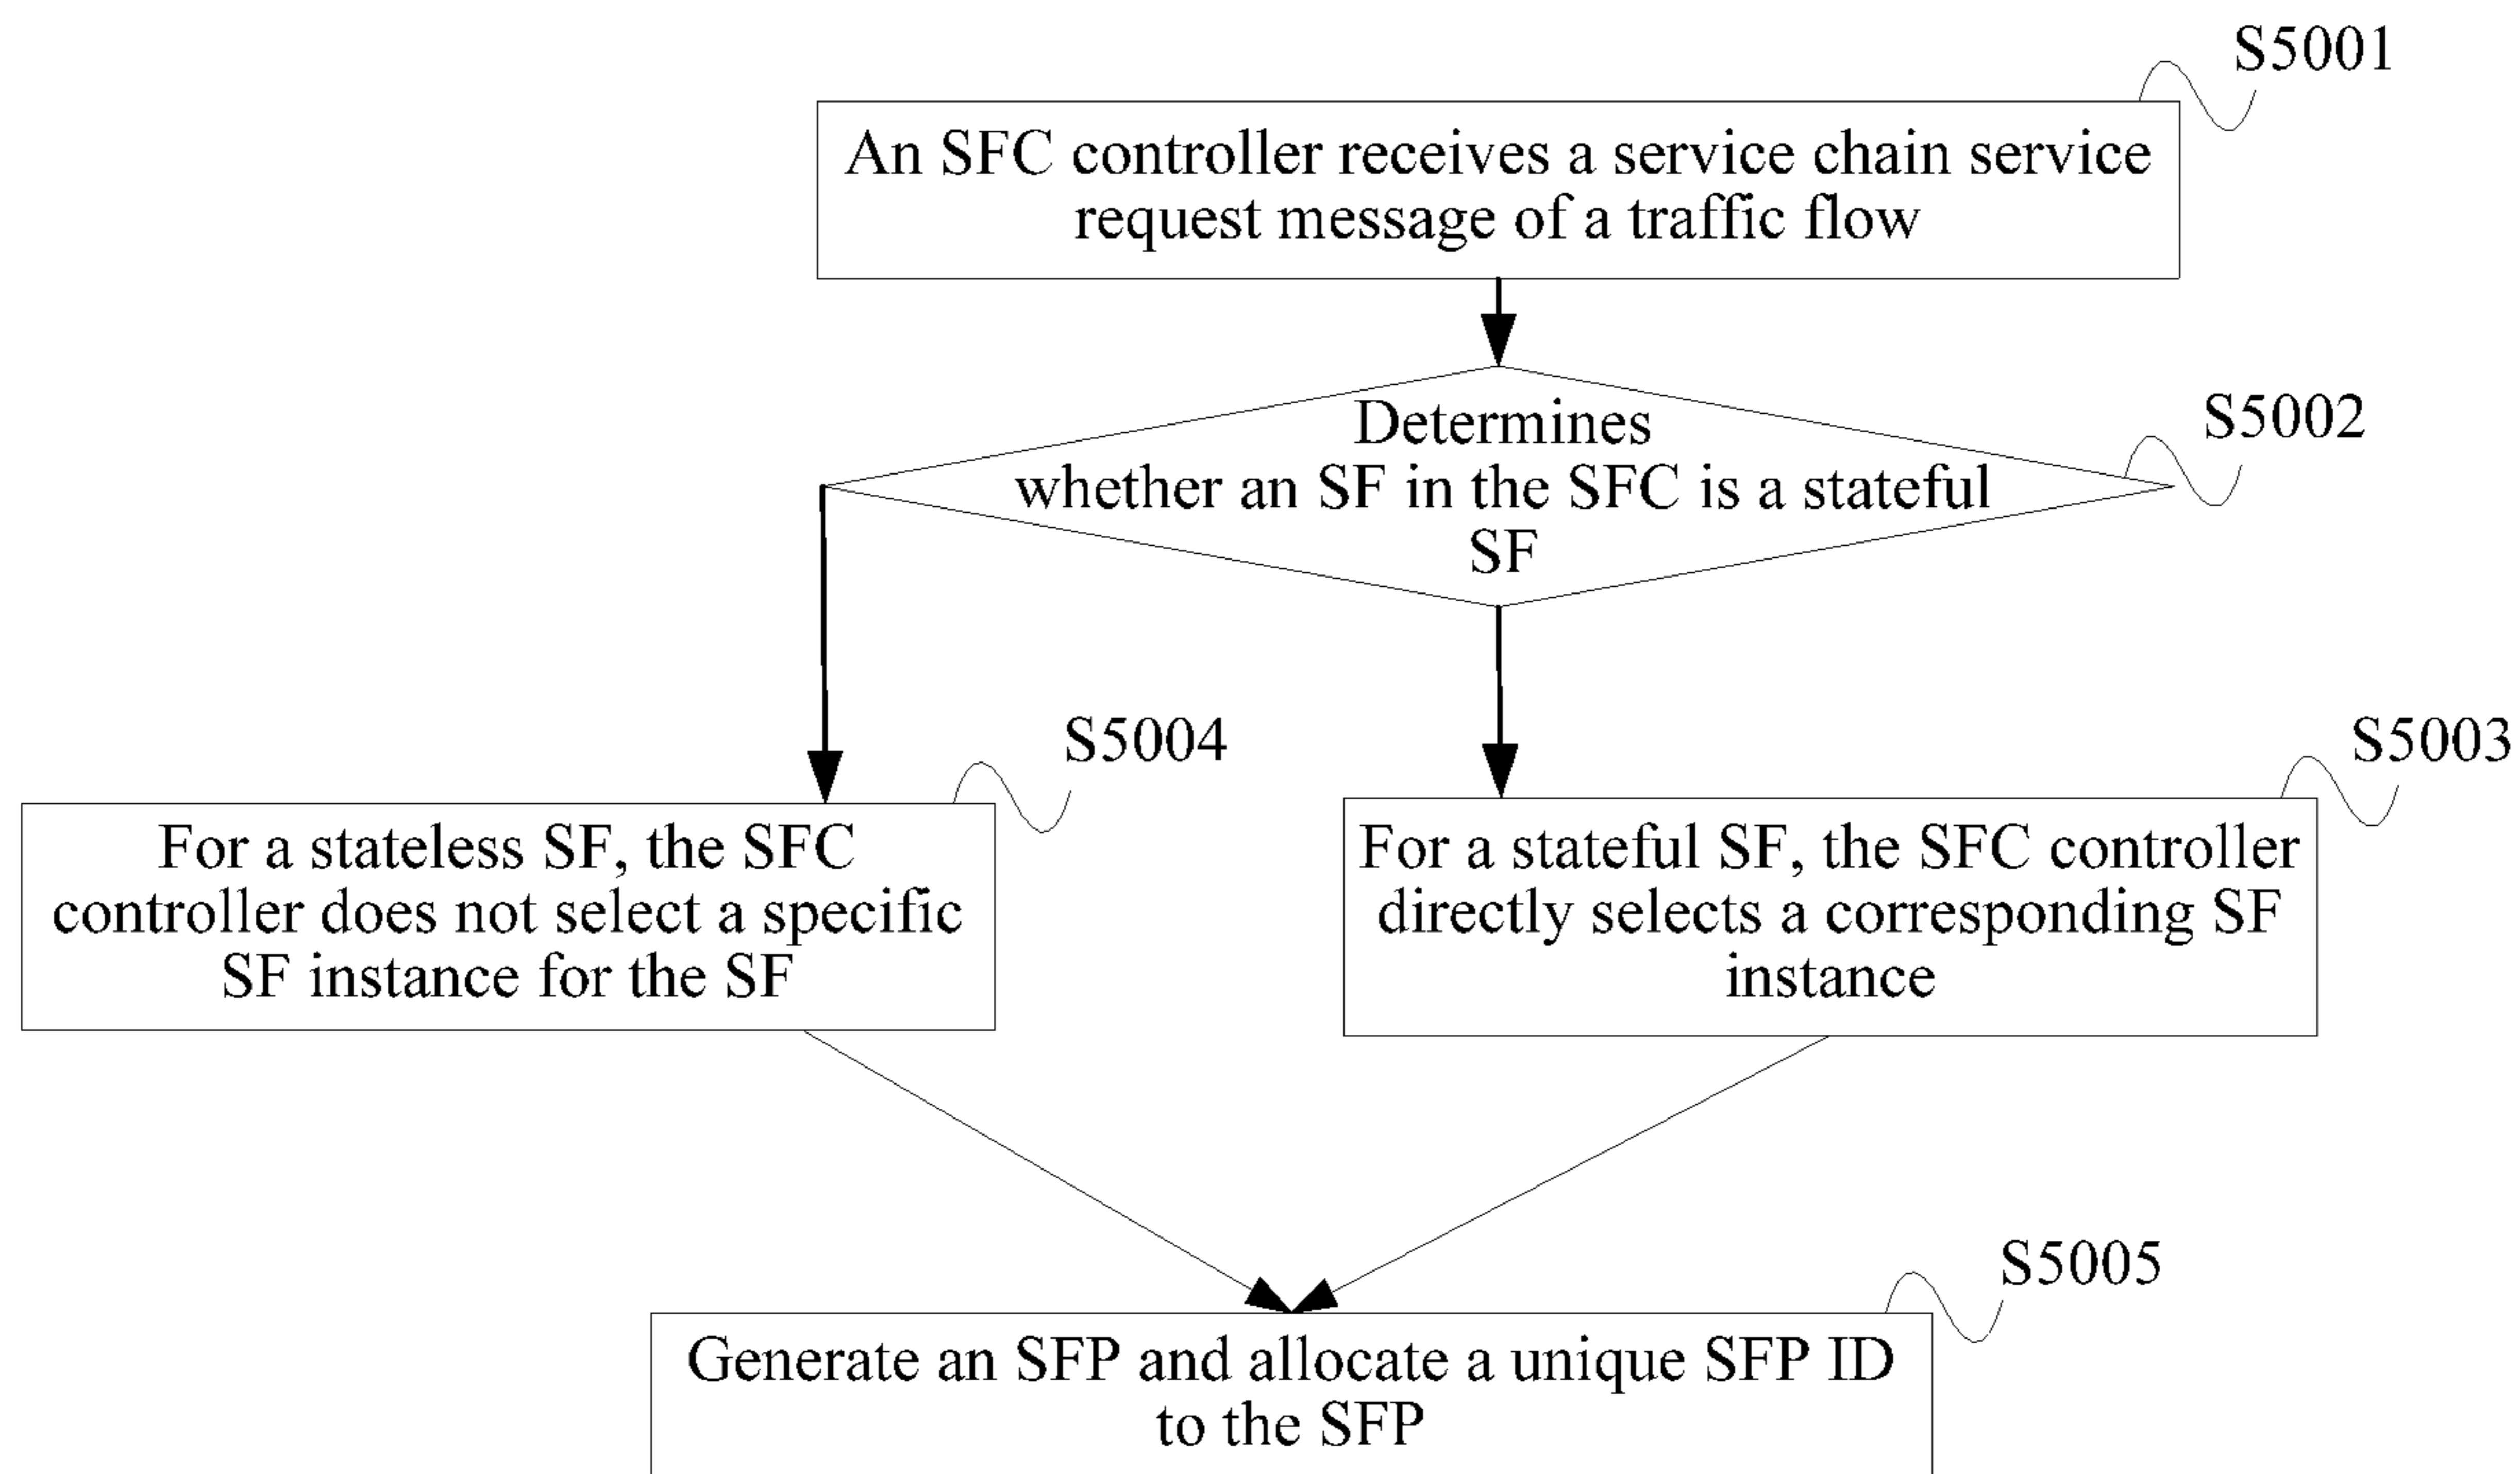 S5001
An SFC controller receives a service chain service
request message of a traffic flow
S5002
Determines
whether an SF in the SFC is a stateful
SF
S5004
For a stateless SF, the SFC
controller does not select a specific
SF instance for the SF
S5003
For a stateful SF, the SFC controller
directly selects a corresponding SF
instance
S5005
Generate an SFP and allocate a unique SFP ID
to the SFP